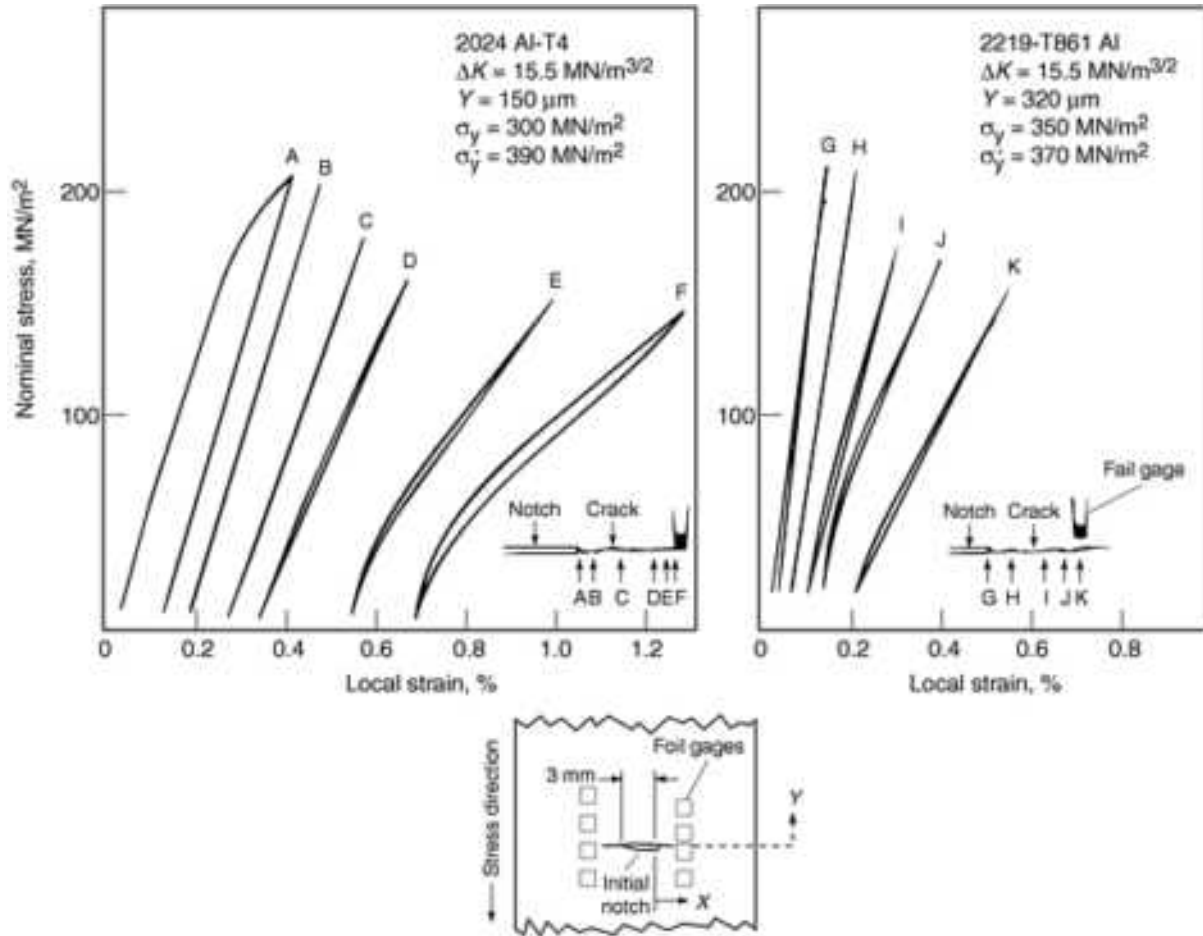 2024 Al-T4
ΔK = 15.5 MN/m3/2
Y = 150 μm
σy = 300 MN/m2
σy' = 390 MN/m2
A
B
C
D
E
F
200
100
Nominal stress, MN/m2
Notch
Crack
A B C D E F
0 0.2 0.4 0.6 0.8 1.0 1.2
Local strain, %
2219-T861 Al
ΔK = 15.5 MN/m3/2
Y = 320 μm
σy = 350 MN/m2
σy' = 370 MN/m2
G
H
I
J
K
200
100
Fail gage
Notch
Crack
G H I J K
0 0.2 0.4 0.6 0.8
Local strain, %
Foil gages
3 mm
Y
Stress direction
Initial
notch
X